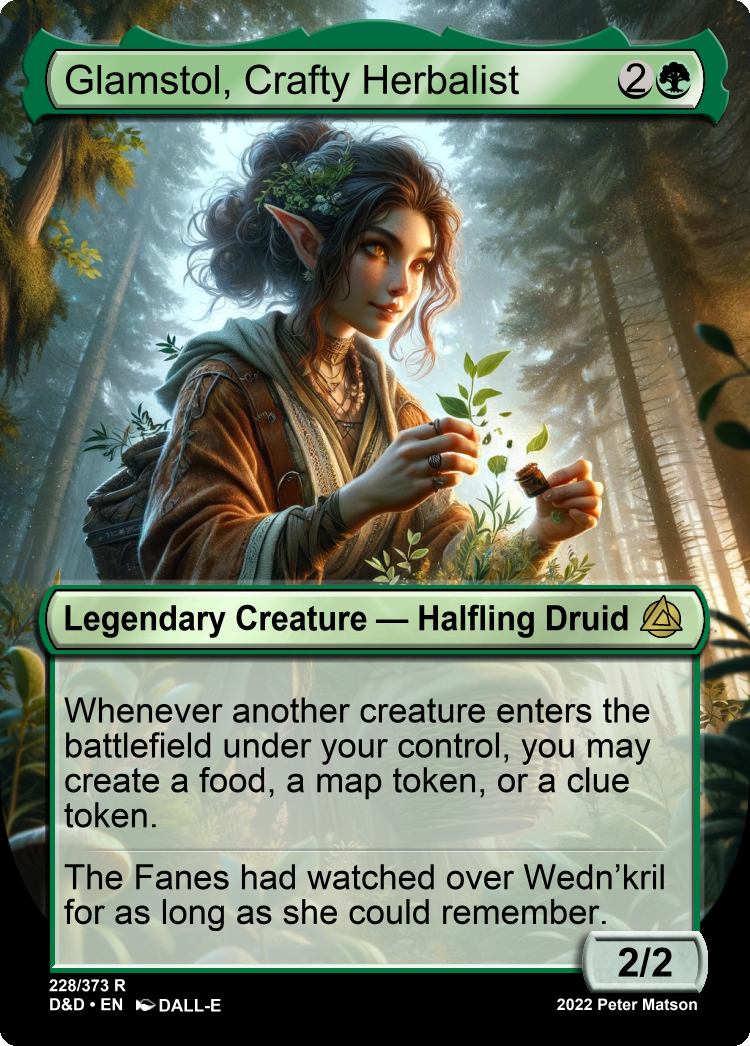 Glamstol, Crafty Herbalist 2
Legendary Creature — Halfling Druid
Whenever another creature enters the
battlefield under your control, you may
create a food, a map token, or a clue
token.
The Fanes had watched over Wedn’kril
for as long as she could remember.
2/2
228/373 R
D&D • EN DALL-E
2022 Peter Matson